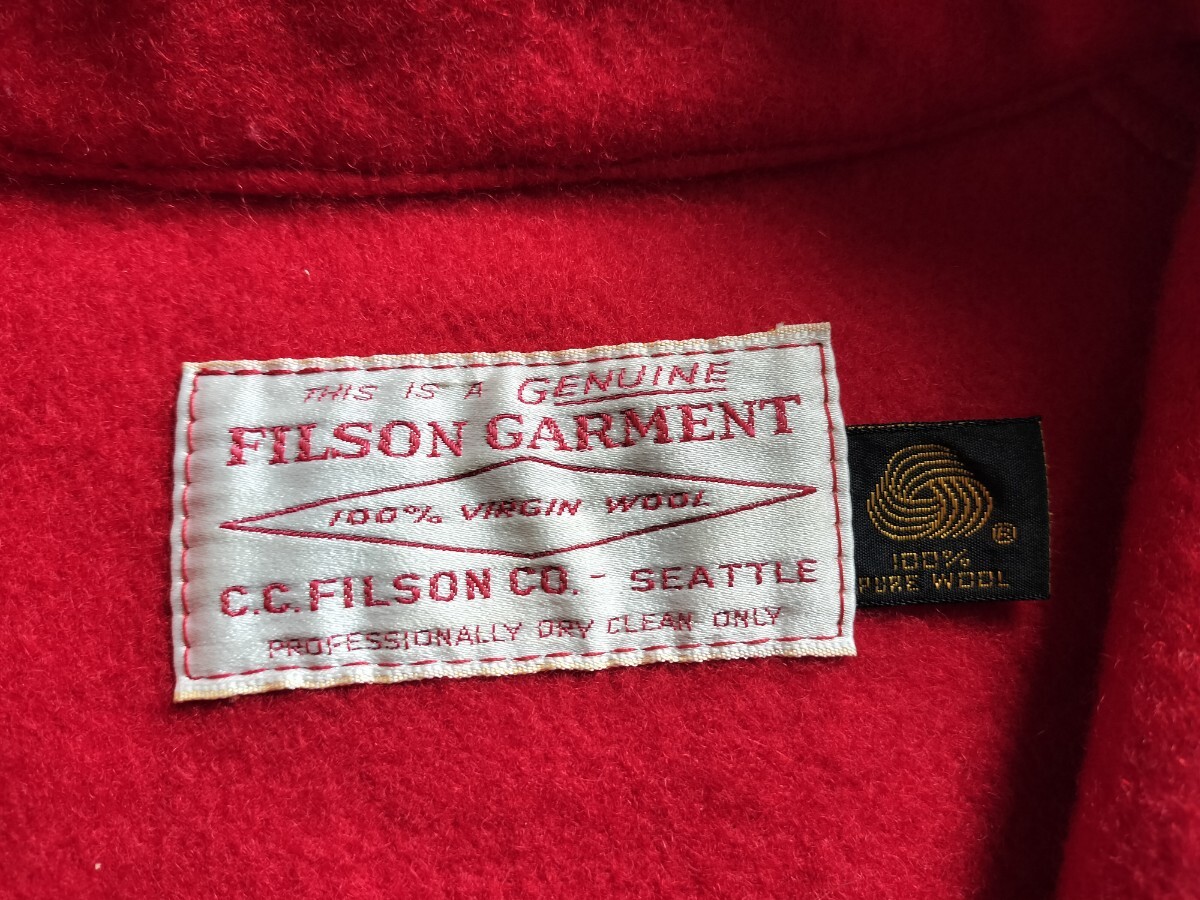 THIS IS A GENUINE
FILSON GARMENT
100% VIRGIN WOOL
C.C. FILSON CO. - SEATTLE
PROFESSIONALLY DRY CLEAN ONLY
®
100%
PURE WOOL